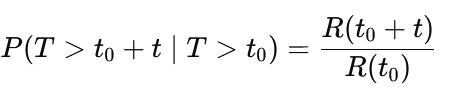 P(T > t₀ + t | T > t₀) = R(t₀ + t) / R(t₀)